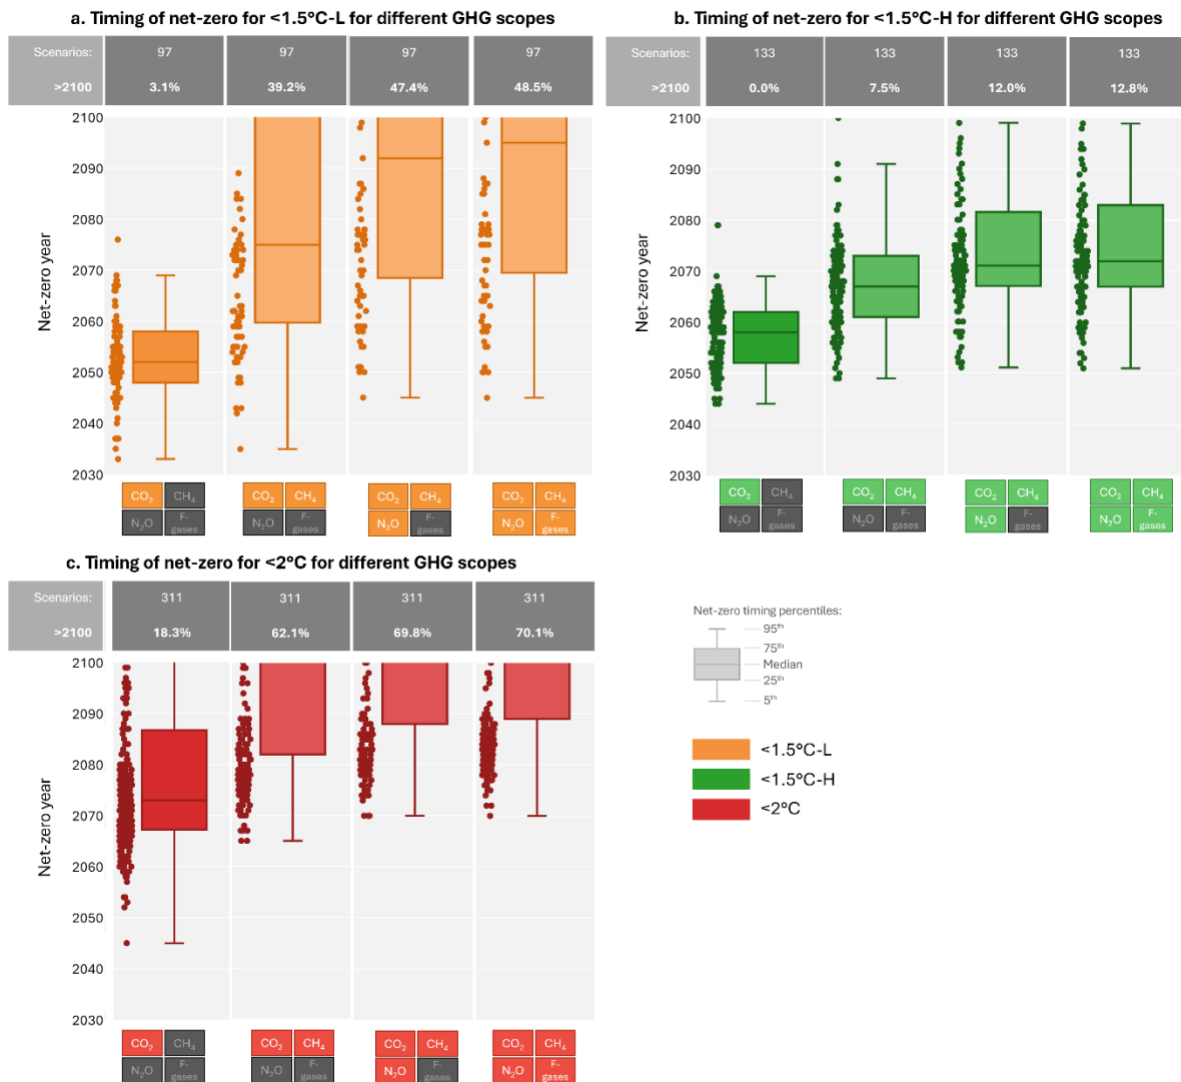 a. Timing of net-zero for <1.5°C-L for different GHG scopes
Scenarios: 97 97 97 97
>2100 3.1% 39.2% 47.4% 48.5%
Net-zero year
2100
2090
2080
2070
2060
2050
2040
2030
CO₂ CH₄ CO₂ CH₄ CO₂ CH₄ CO₂ CH₄
N₂O F-gases N₂O F-gases N₂O F-gases N₂O F-gases
b. Timing of net-zero for <1.5°C-H for different GHG scopes
Scenarios: 133 133 133 133
>2100 0.0% 7.5% 12.0% 12.8%
Net-zero year
2100
2090
2080
2070
2060
2050
2040
2030
CO₂ CH₄ CO₂ CH₄ CO₂ CH₄ CO₂ CH₄
N₂O F-gases N₂O F-gases N₂O F-gases N₂O F-gases
c. Timing of net-zero for <2°C for different GHG scopes
Scenarios: 311 311 311 311
>2100 18.3% 62.1% 69.8% 70.1%
Net-zero year
2100
2090
2080
2070
2060
2050
2040
2030
CO₂ CH₄ CO₂ CH₄ CO₂ CH₄ CO₂ CH₄
N₂O F-gases N₂O F-gases N₂O F-gases N₂O F-gases
Net-zero timing percentiles:
95th
75th
Median
25th
5th
<1.5°C-L
<1.5°C-H
<2°C